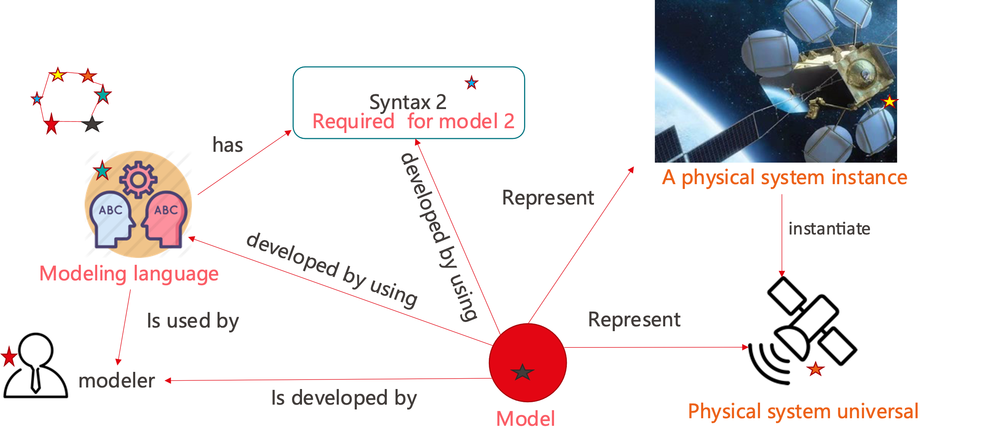 Syntax 2
Required for model 2
has
A physical system instance
developed by using
Represent
instantiate
ABC
ABC
developed by using
Modeling language
Is used by
Represent
modeler
Is developed by
Model
Physical system universal